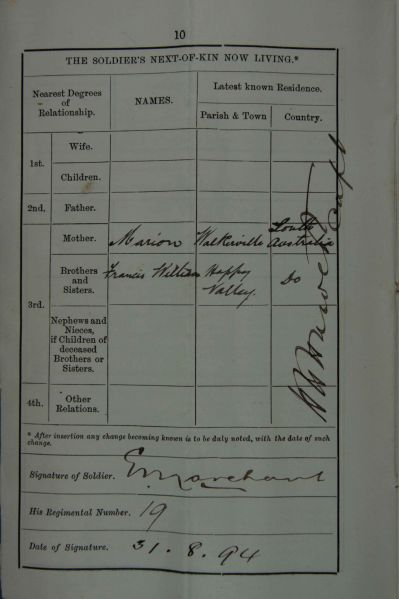 10
THE SOLDIER'S NEXT-OF-KIN NOW LIVING.*
Nearest Degrees of Relationship.
NAMES.
Latest known Residence.
Parish & Town
Country.
1st.
Wife.
Children.
2nd.
Father.
3rd.
Mother.
Marion
Walkerville
South Australia
Brothers and Sisters.
Francis William
Happy Valley.
Do
Nephews and Nieces, if Children of deceased Brothers or Sisters.
4th.
Other Relations.
Capt
* After insertion any change becoming known is to be duly noted, with the date of such
change.
Signature of Soldier. E Marchant
His Regimental Number. 19
Date of Signature. 31.8.94